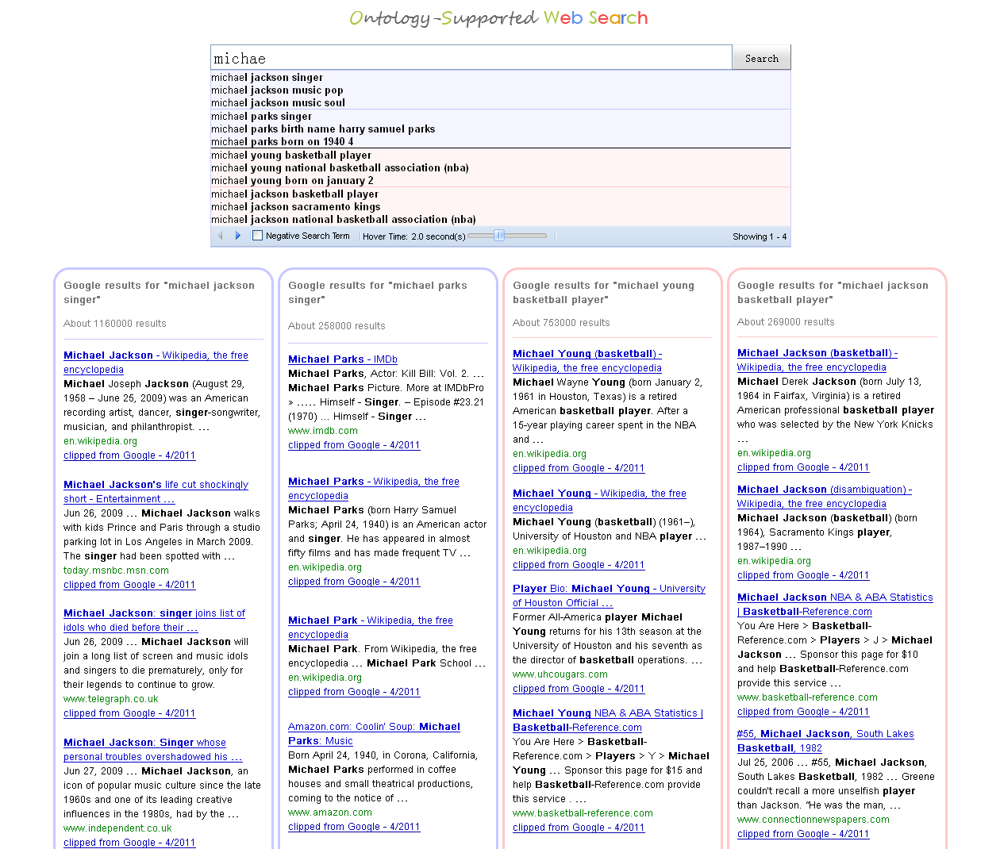 Ontology-Supported Web Search
michae
Search
michael jackson singer
michael jackson music pop
michael jackson music soul
michael parks singer
michael parks birth name harry samuel parks
michael parks born on 1940 4
michael young basketball player
michael young national basketball association (nba)
michael young born on january 2
michael jackson basketball player
michael jackson sacramento kings
michael jackson national basketball association (nba)
Negative Search Term
Hover Time: 2.0 second(s)
Showing 1 - 4
Google results for "michael jackson
singer"
About 1160000 results
Michael Jackson - Wikipedia, the free
encyclopedia
Michael Joseph Jackson (August 29,
1958 – June 25, 2009) was an American
recording artist, dancer, singer-songwriter,
musician, and philanthropist. ...
en.wikipedia.org
clipped from Google - 4/2011
Michael Jackson's life cut shockingly
short - Entertainment ...
Jun 26, 2009 ... Michael Jackson walks
with kids Prince and Paris through a studio
parking lot in Los Angeles in March 2009.
The singer had been spotted with ...
today.msnbc.msn.com
clipped from Google - 4/2011
Michael Jackson: singer joins list of
idols who died before their ...
Jun 26, 2009 ... Michael Jackson will
join a long list of screen and music idols
and singers to die prematurely, only for
their legends to continue to grow.
www.telegraph.co.uk
clipped from Google - 4/2011
Michael Jackson: Singer whose
personal troubles overshadowed his ...
Jun 27, 2009 ... Michael Jackson, an
icon of popular music culture since the late
1960s and one of its leading creative
influences in the 1980s, had by the ...
www.independent.co.uk
clipped from Google - 4/2011
Google results for "michael parks
singer"
About 258000 results
Michael Parks - IMDb
Michael Parks, Actor: Kill Bill: Vol. 2. ...
Michael Parks Picture. More at IMDbPro
» ..... Himself - Singer. – Episode #23.21
(1970) ... Himself - Singer ...
www.imdb.com
clipped from Google - 4/2011
Michael Parks - Wikipedia, the free
encyclopedia
Michael Parks (born Harry Samuel
Parks; April 24, 1940) is an American actor
and singer. He has appeared in almost
fifty films and has made frequent TV ...
en.wikipedia.org
clipped from Google - 4/2011
Michael Park - Wikipedia, the free
encyclopedia
Michael Park. From Wikipedia, the free
encyclopedia ... Michael Park School ...
en.wikipedia.org
clipped from Google - 4/2011
Amazon.com: Coolin' Soup: Michael
Parks: Music
Born April 24, 1940, in Corona, California,
Michael Parks performed in coffee
houses and small theatrical productions,
coming to the notice of ...
www.amazon.com
clipped from Google - 4/2011
Google results for "michael young
basketball player"
About 753000 results
Michael Young (basketball) -
Wikipedia, the free encyclopedia
Michael Wayne Young (born January 2,
1961 in Houston, Texas) is a retired
American basketball player. After a
15-year playing career spent in the NBA
and ...
en.wikipedia.org
clipped from Google - 4/2011
Michael Young - Wikipedia, the free
encyclopedia
Michael Young (basketball) (1961–),
University of Houston and NBA player ...
en.wikipedia.org
clipped from Google - 4/2011
Player Bio: Michael Young - University
of Houston Official ...
Former All-America player Michael
Young returns for his 13th season at the
University of Houston and his seventh as
the director of basketball operations. ...
www.uhcougars.com
clipped from Google - 4/2011
Michael Young NBA & ABA Statistics |
Basketball-Reference.com
You Are Here > Basketball-
Reference.com > Players > Y > Michael
Young ... Sponsor this page for $15 and
help Basketball-Reference.com provide
this service . ...
www.basketball-reference.com
clipped from Google - 4/2011
Google results for "michael jackson
basketball player"
About 269000 results
Michael Jackson (basketball) -
Wikipedia, the free encyclopedia
Michael Derek Jackson (born July 13,
1964 in Fairfax, Virginia) is a retired
American professional basketball player
who was selected by the New York Knicks
...
en.wikipedia.org
clipped from Google - 4/2011
Michael Jackson (disambiguation) -
Wikipedia, the free encyclopedia
Michael Jackson (basketball) (born
1964), Sacramento Kings player,
1987–1990 ...
en.wikipedia.org
clipped from Google - 4/2011
Michael Jackson NBA & ABA Statistics
| Basketball-Reference.com
You Are Here > Basketball-
Reference.com > Players > J > Michael
Jackson ... Sponsor this page for $10
and help Basketball-Reference.com
provide this service ...
www.basketball-reference.com
clipped from Google - 4/2011
#55, Michael Jackson, South Lakes
Basketball, 1982
Jul 25, 2006 ... #55, Michael Jackson,
South Lakes Basketball, 1982 ... Greene
couldn't recall a more unselfish player
than Jackson. “He was the man, ...
www.connectionnewspapers.com
clipped from Google - 4/2011